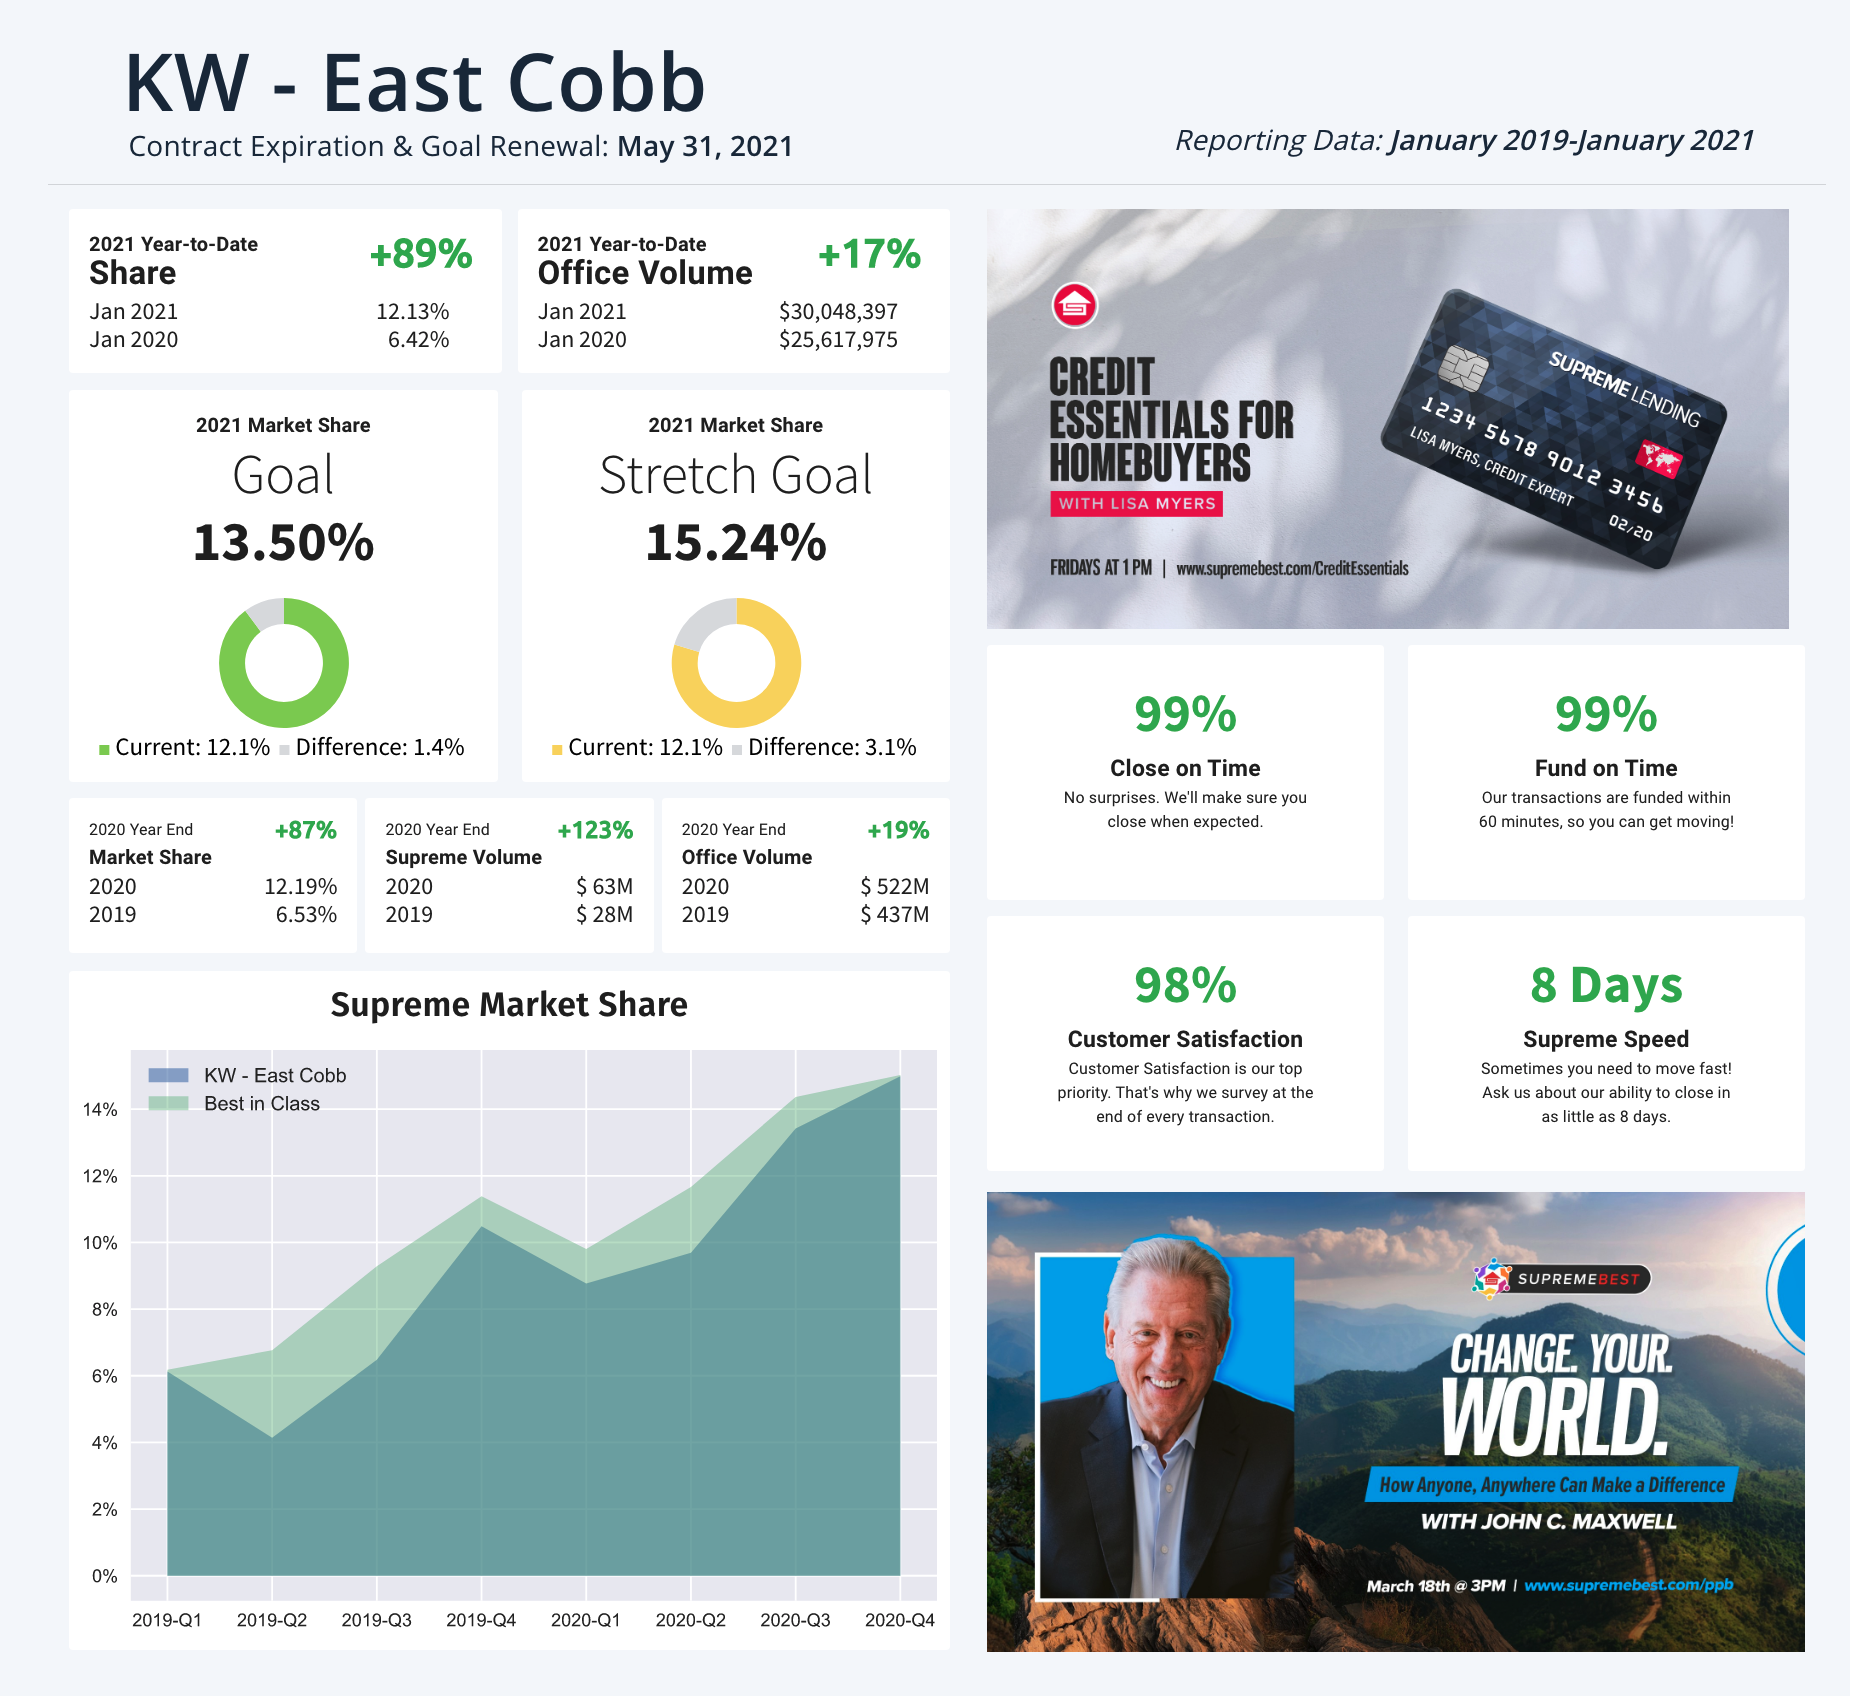 KW - East Cobb
Contract Expiration & Goal Renewal: May 31, 2021
Reporting Data: January 2019-January 2021
2021 Year-to-Date
Share
+89%
Jan 2021 12.13%
Jan 2020 6.42%
2021 Year-to-Date
Office Volume
+17%
Jan 2021 $30,048,397
Jan 2020 $25,617,975
2021 Market Share
Goal
13.50%
Current: 12.1% Difference: 1.4%
2021 Market Share
Stretch Goal
15.24%
Current: 12.1% Difference: 3.1%
2020 Year End +87%
Market Share
2020 12.19%
2019 6.53%
2020 Year End +123%
Supreme Volume
2020 $ 63M
2019 $ 28M
2020 Year End +19%
Office Volume
2020 $ 522M
2019 $ 437M
Supreme Market Share
KW - East Cobb
Best in Class
14%
12%
10%
8%
6%
4%
2%
0%
2019-Q1 2019-Q2 2019-Q3 2019-Q4 2020-Q1 2020-Q2 2020-Q3 2020-Q4
CREDIT
ESSENTIALS FOR
HOMEBUYERS
WITH LISA MYERS
FRIDAYS AT 1 PM | www.supremebest.com/CreditEssentials
SUPREME LENDING
1234 5678 9012 3456
LISA MYERS, CREDIT EXPERT
02/20
99%
Close on Time
No surprises. We'll make sure you
close when expected.
99%
Fund on Time
Our transactions are funded within
60 minutes, so you can get moving!
98%
Customer Satisfaction
Customer Satisfaction is our top
priority. That's why we survey at the
end of every transaction.
8 Days
Supreme Speed
Sometimes you need to move fast!
Ask us about our ability to close in
as little as 8 days.
SUPREMEBEST
CHANGE. YOUR.
WORLD.
How Anyone, Anywhere Can Make a Difference
WITH JOHN C. MAXWELL
March 18th @ 3PM | www.supremebest.com/ppb